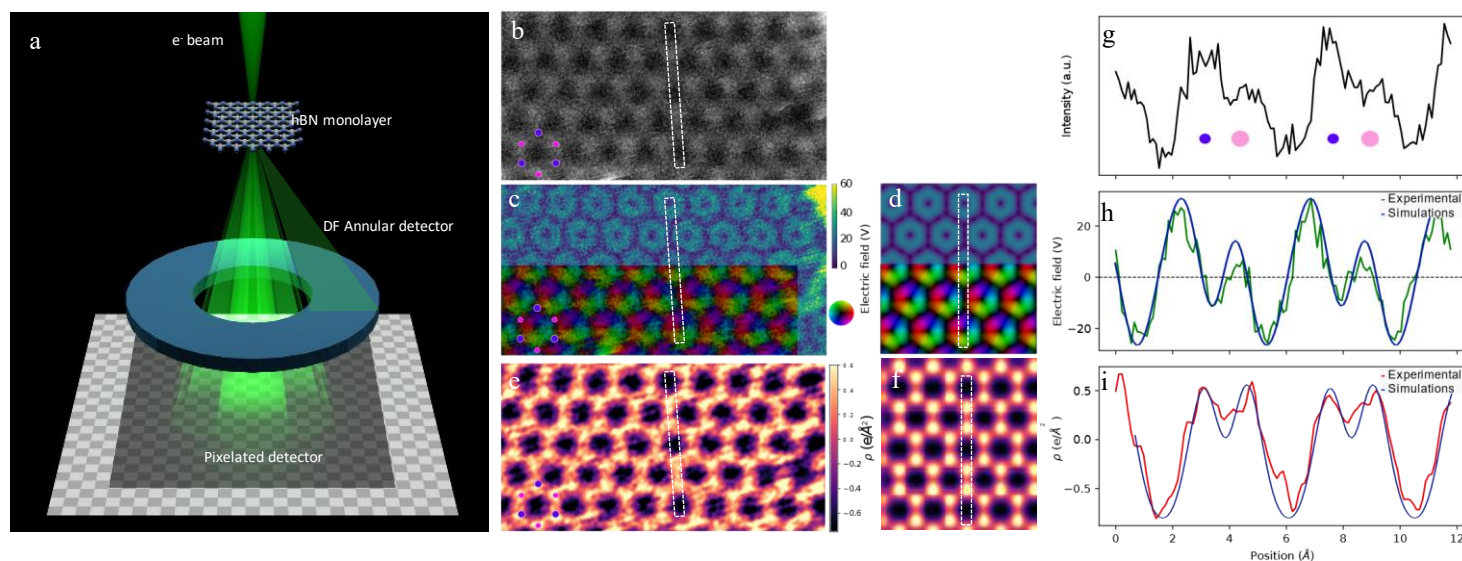 a
e- beam
hBN monolayer
DF Annular detector
Pixelated detector
b
c
60
40
20
0
Electric field (V)
d
e
0.6
0.4
0.2
0.0
−0.2
−0.4
−0.6
ρ (e/Å²)
f
g
Intensity (a.u.)
h
Experimental
Simulations
20
0
−20
Electric field (V)
i
Experimental
Simulations
0.5
0.0
−0.5
ρ (e/Å²)
0 2 4 6 8 10 12
Position (Å)